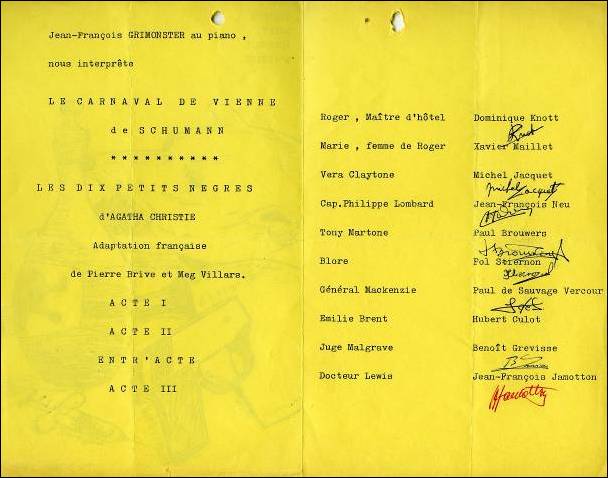 Jean-François GRIMONSTER au piano ,
nous interprête
LE CARNAVAL DE VIENNE
de SCHUMANN
* * * * * * * * * *
LES DIX PETITS NEGRES
d'AGATHA CHRISTIE
Adaptation française
de Pierre Brive et Meg Villars.
ACTE I
ACTE II
ENTR'ACTE
ACTE III
Roger , Maître d'hôtel Dominique Knott
Marie , femme de Roger Xavier Maillet
Vera Claytone Michel Jacquet
michel Jacquet
Cap.Philippe Lombard Jean-François Neu
Tony Martone Paul Brouwers
Blore Pol Stiernon
Général Mackenzie Paul de Sauvage Vercour
Emilie Brent Hubert Culot
Juge Malgrave Benoît Grevisse
Docteur Lewis Jean-François Jamotton